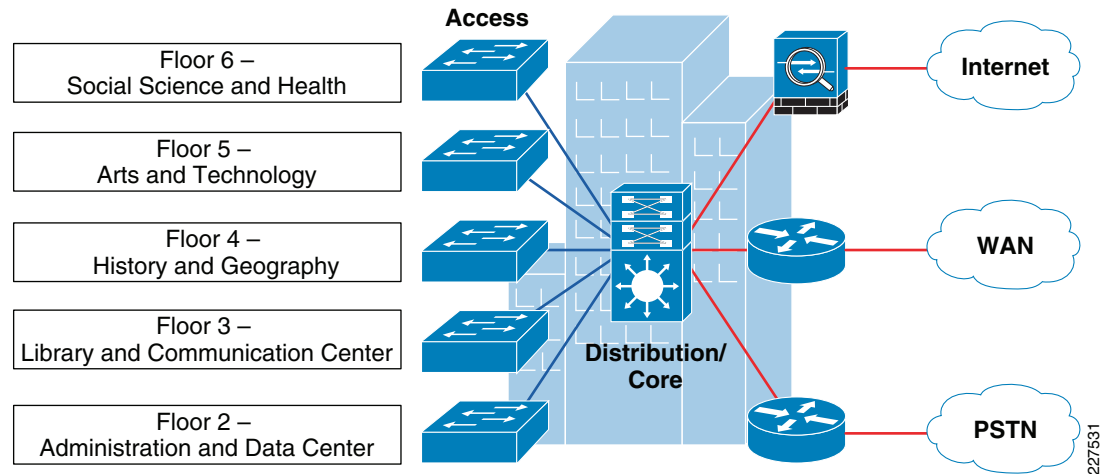 Access
Floor 6 –
Social Science and Health
Internet
Floor 5 –
Arts and Technology
Floor 4 –
History and Geography
WAN
Floor 3 –
Library and Communication Center
Distribution/
Core
Floor 2 –
Administration and Data Center
PSTN
227531